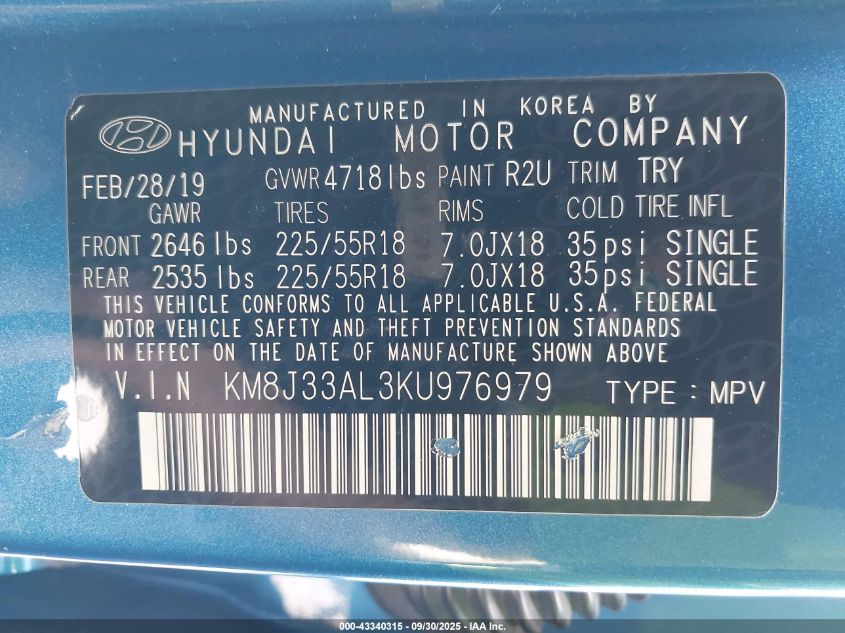 MANUFACTURED IN KOREA BY
HYUNDAI MOTOR COMPANY
FEB/28/19 GVWR 4718 lbs PAINT R2U TRIM TRY
GAWR TIRES RIMS COLD TIRE INFL
FRONT 2646 lbs 225/55R18 7.0JX18 35psi SINGLE
REAR 2535 lbs 225/55R18 7.0JX18 35psi SINGLE
THIS VEHICLE CONFORMS TO ALL APPLICABLE U.S.A. FEDERAL
MOTOR VEHICLE SAFETY AND THEFT PREVENTION STANDARDS
IN EFFECT ON THE DATE OF MANUFACTURE SHOWN ABOVE
V.I.N KM8J33AL3KU976979 TYPE : MPV
000-43340315 - 09/30/2025 - IAA Inc.